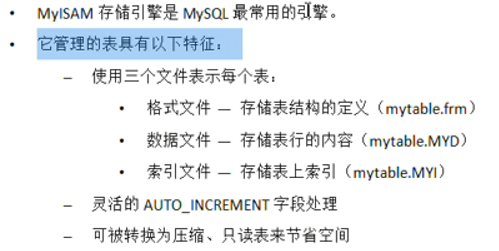 • MyISAM 存储引擎是 MySQL 最常用的引擎。
• 它管理的表具有以下特征：
– 使用三个文件表示每个表：
• 格式文件 — 存储表结构的定义（mytable.frm）
• 数据文件 — 存储表行的内容（mytable.MYD）
• 索引文件 — 存储表上索引（mytable.MYI）
– 灵活的 AUTO_INCREMENT 字段处理
– 可被转换为压缩、只读表来节省空间